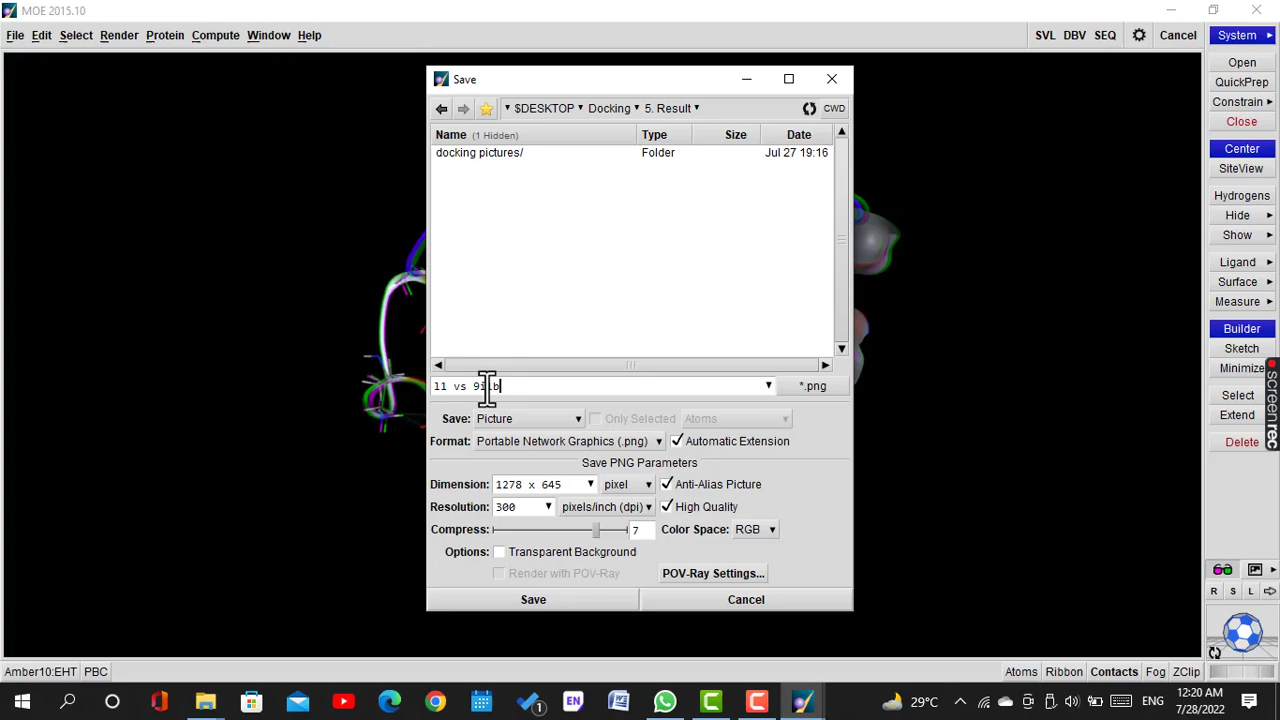 MOE 2015.10
File Edit Select Render Protein Compute Window Help
SVL DBV SEQ Cancel
System
Open
QuickPrep
Constrain
Close
Center
SiteView
Hydrogens
Hide
Show
Ligand
Surface
Measure
Builder
Sketch
Minimize
Select
Extend
Delete
R S L
Save
$DESKTOP Docking 5. Result CWD
Name (1 Hidden) Type Size Date
docking pictures/ Folder Jul 27 19:16
11 vs 9ilb *.png
Save: Picture Only Selected Atoms
Format: Portable Network Graphics (.png) Automatic Extension
Save PNG Parameters
Dimension: 1278 x 645 pixel Anti-Alias Picture
Resolution: 300 pixels/inch (dpi) High Quality
Compress: 7 Color Space: RGB
Options: Transparent Background
Render with POV-Ray POV-Ray Settings...
Save Cancel
Screenrec
Amber10:EHT PBC
Atoms Ribbon Contacts Fog ZClip
EN
1
29°C
ENG
12:20 AM
7/28/2022